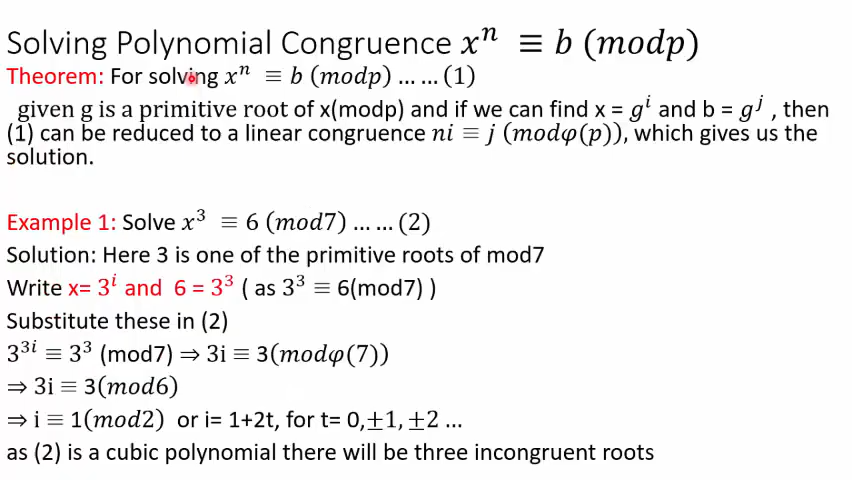 Solving Polynomial Congruence xⁿ ≡ b (modp)
Theorem: For solving xⁿ ≡ b (modp) … … (1)
given g is a primitive root of x(modp) and if we can find x = gⁱ and b = gʲ , then
(1) can be reduced to a linear congruence ni ≡ j (modφ(p)), which gives us the
solution.
Example 1: Solve x³ ≡ 6 (mod7) … … (2)
Solution: Here 3 is one of the primitive roots of mod7
Write x= 3ⁱ and 6 = 3³ ( as 3³ ≡ 6(mod7) )
Substitute these in (2)
3³ⁱ ≡ 3³ (mod7) ⇒ 3i ≡ 3(modφ(7))
⇒ 3i ≡ 3(mod6)
⇒ i ≡ 1(mod2) or i= 1+2t, for t= 0,±1, ±2 ...
as (2) is a cubic polynomial there will be three incongruent roots